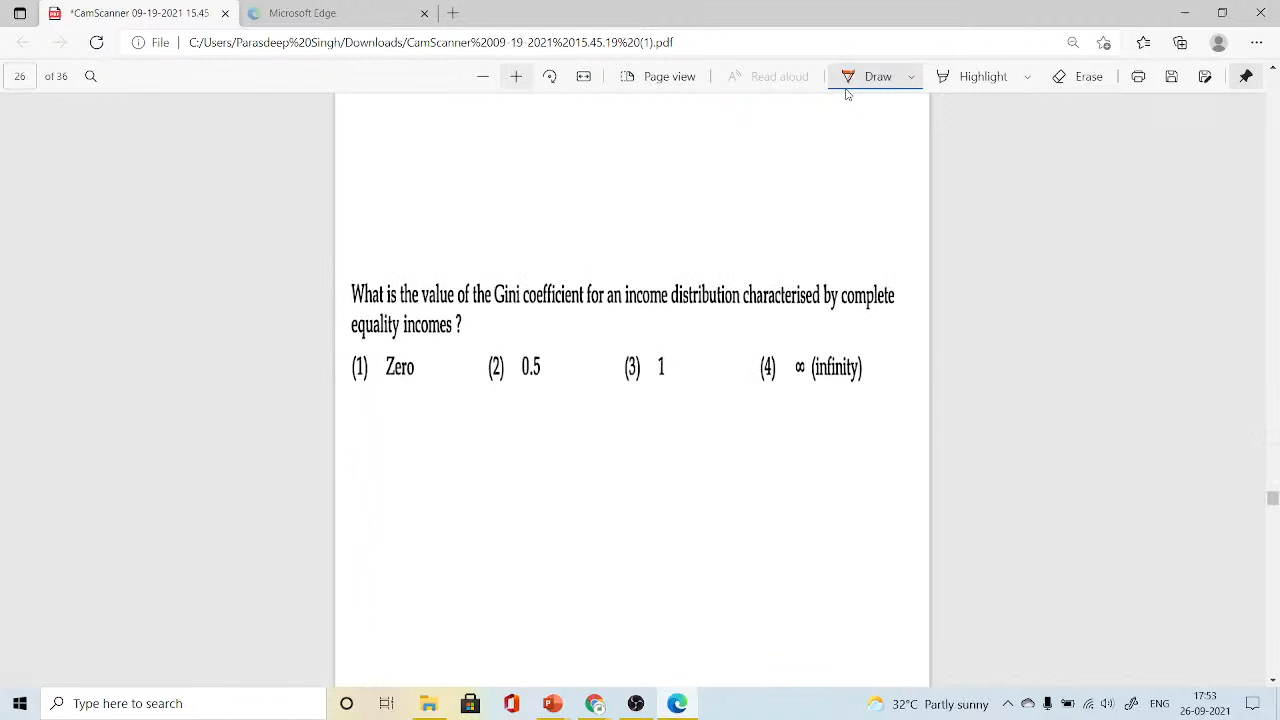 *CamScanner 09-19-2021 15.45
Microsoft Edge
File C:/Users/Parasdeep%20Singh/Downloads/CamScanner%2009-19-2021%2015.45.19%20(1).pdf
26 of 36 Page view Read aloud Draw Highlight Erase
What is the value of the Gini coefficient for an income distribution characterised by complete
equality incomes ?
(1) Zero (2) 0.5 (3) 1 (4) ∞ (infinity)
Type here to search 32°C Partly sunny ENG 17:53
26-09-2021